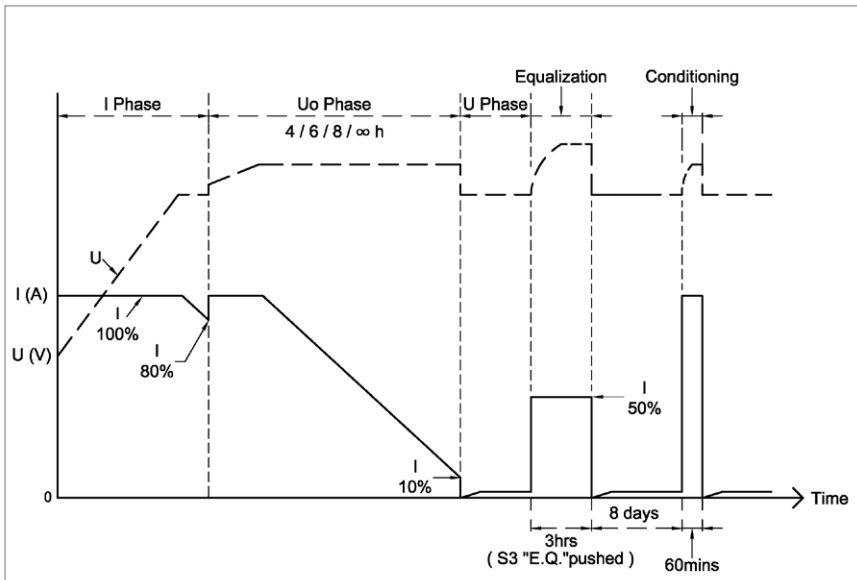 Equalization
Conditioning
I Phase
Uo Phase
U Phase
4 / 6 / 8 / ∞ h
U
I (A)
I
100%
U (V)
I
80%
I
50%
I
10%
0
Time
8 days
3hrs
( S3 "E.Q."pushed )
60mins